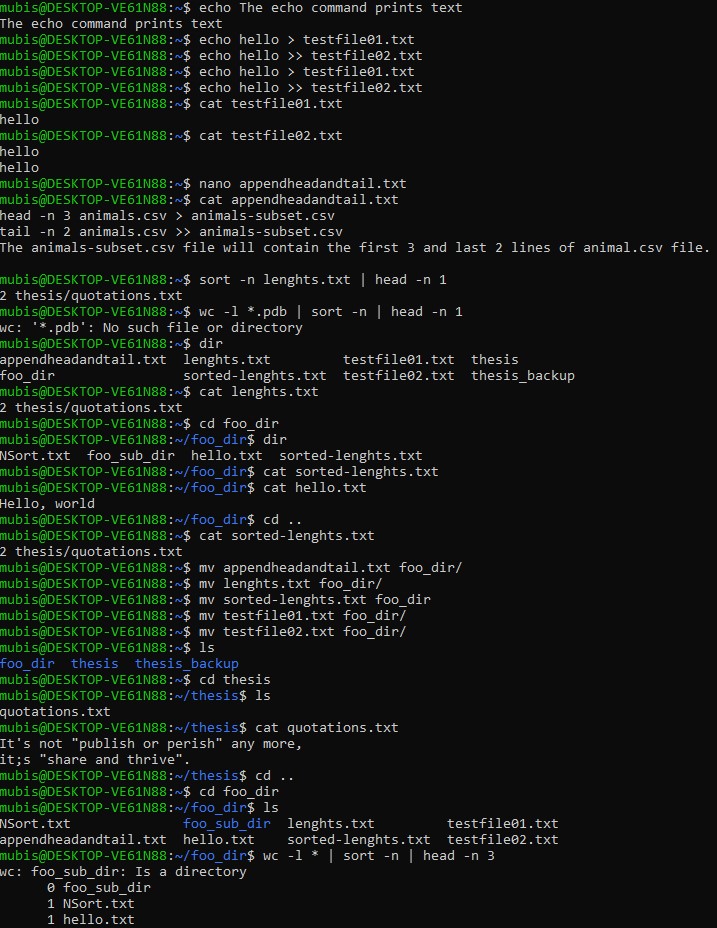 mubis@DESKTOP-VE61N88:~$ echo The echo command prints text
The echo command prints text
mubis@DESKTOP-VE61N88:~$ echo hello > testfile01.txt
mubis@DESKTOP-VE61N88:~$ echo hello >> testfile02.txt
mubis@DESKTOP-VE61N88:~$ echo hello > testfile01.txt
mubis@DESKTOP-VE61N88:~$ echo hello >> testfile02.txt
mubis@DESKTOP-VE61N88:~$ cat testfile01.txt
hello
mubis@DESKTOP-VE61N88:~$ cat testfile02.txt
hello
hello
mubis@DESKTOP-VE61N88:~$ nano appendheadandtail.txt
mubis@DESKTOP-VE61N88:~$ cat appendheadandtail.txt
head -n 3 animals.csv > animals-subset.csv
tail -n 2 animals.csv >> animals-subset.csv
The animals-subset.csv file will contain the first 3 and last 2 lines of animal.csv file.

mubis@DESKTOP-VE61N88:~$ sort -n lenghts.txt | head -n 1
2 thesis/quotations.txt
mubis@DESKTOP-VE61N88:~$ wc -l *.pdb | sort -n | head -n 1
wc: '*.pdb': No such file or directory
mubis@DESKTOP-VE61N88:~$ dir
appendheadandtail.txt  lenghts.txt         testfile01.txt  thesis
foo_dir                sorted-lenghts.txt  testfile02.txt  thesis_backup
mubis@DESKTOP-VE61N88:~$ cat lenghts.txt
2 thesis/quotations.txt
mubis@DESKTOP-VE61N88:~$ cd foo_dir
mubis@DESKTOP-VE61N88:~/foo_dir$ dir
NSort.txt  foo_sub_dir  hello.txt  sorted-lenghts.txt
mubis@DESKTOP-VE61N88:~/foo_dir$ cat sorted-lenghts.txt
mubis@DESKTOP-VE61N88:~/foo_dir$ cat hello.txt
Hello, world
mubis@DESKTOP-VE61N88:~/foo_dir$ cd ..
mubis@DESKTOP-VE61N88:~$ cat sorted-lenghts.txt
2 thesis/quotations.txt
mubis@DESKTOP-VE61N88:~$ mv appendheadandtail.txt foo_dir/
mubis@DESKTOP-VE61N88:~$ mv lenghts.txt foo_dir/
mubis@DESKTOP-VE61N88:~$ mv sorted-lenghts.txt foo_dir
mubis@DESKTOP-VE61N88:~$ mv testfile01.txt foo_dir/
mubis@DESKTOP-VE61N88:~$ mv testfile02.txt foo_dir/
mubis@DESKTOP-VE61N88:~$ ls
foo_dir  thesis  thesis_backup
mubis@DESKTOP-VE61N88:~$ cd thesis
mubis@DESKTOP-VE61N88:~/thesis$ ls
quotations.txt
mubis@DESKTOP-VE61N88:~/thesis$ cat quotations.txt
It's not "publish or perish" any more,
it;s "share and thrive".
mubis@DESKTOP-VE61N88:~/thesis$ cd ..
mubis@DESKTOP-VE61N88:~$ cd foo_dir
mubis@DESKTOP-VE61N88:~/foo_dir$ ls
NSort.txt              foo_sub_dir  lenghts.txt         testfile01.txt
appendheadandtail.txt  hello.txt    sorted-lenghts.txt  testfile02.txt
mubis@DESKTOP-VE61N88:~/foo_dir$ wc -l * | sort -n | head -n 3
wc: foo_sub_dir: Is a directory
      0 foo_sub_dir
      1 NSort.txt
      1 hello.txt